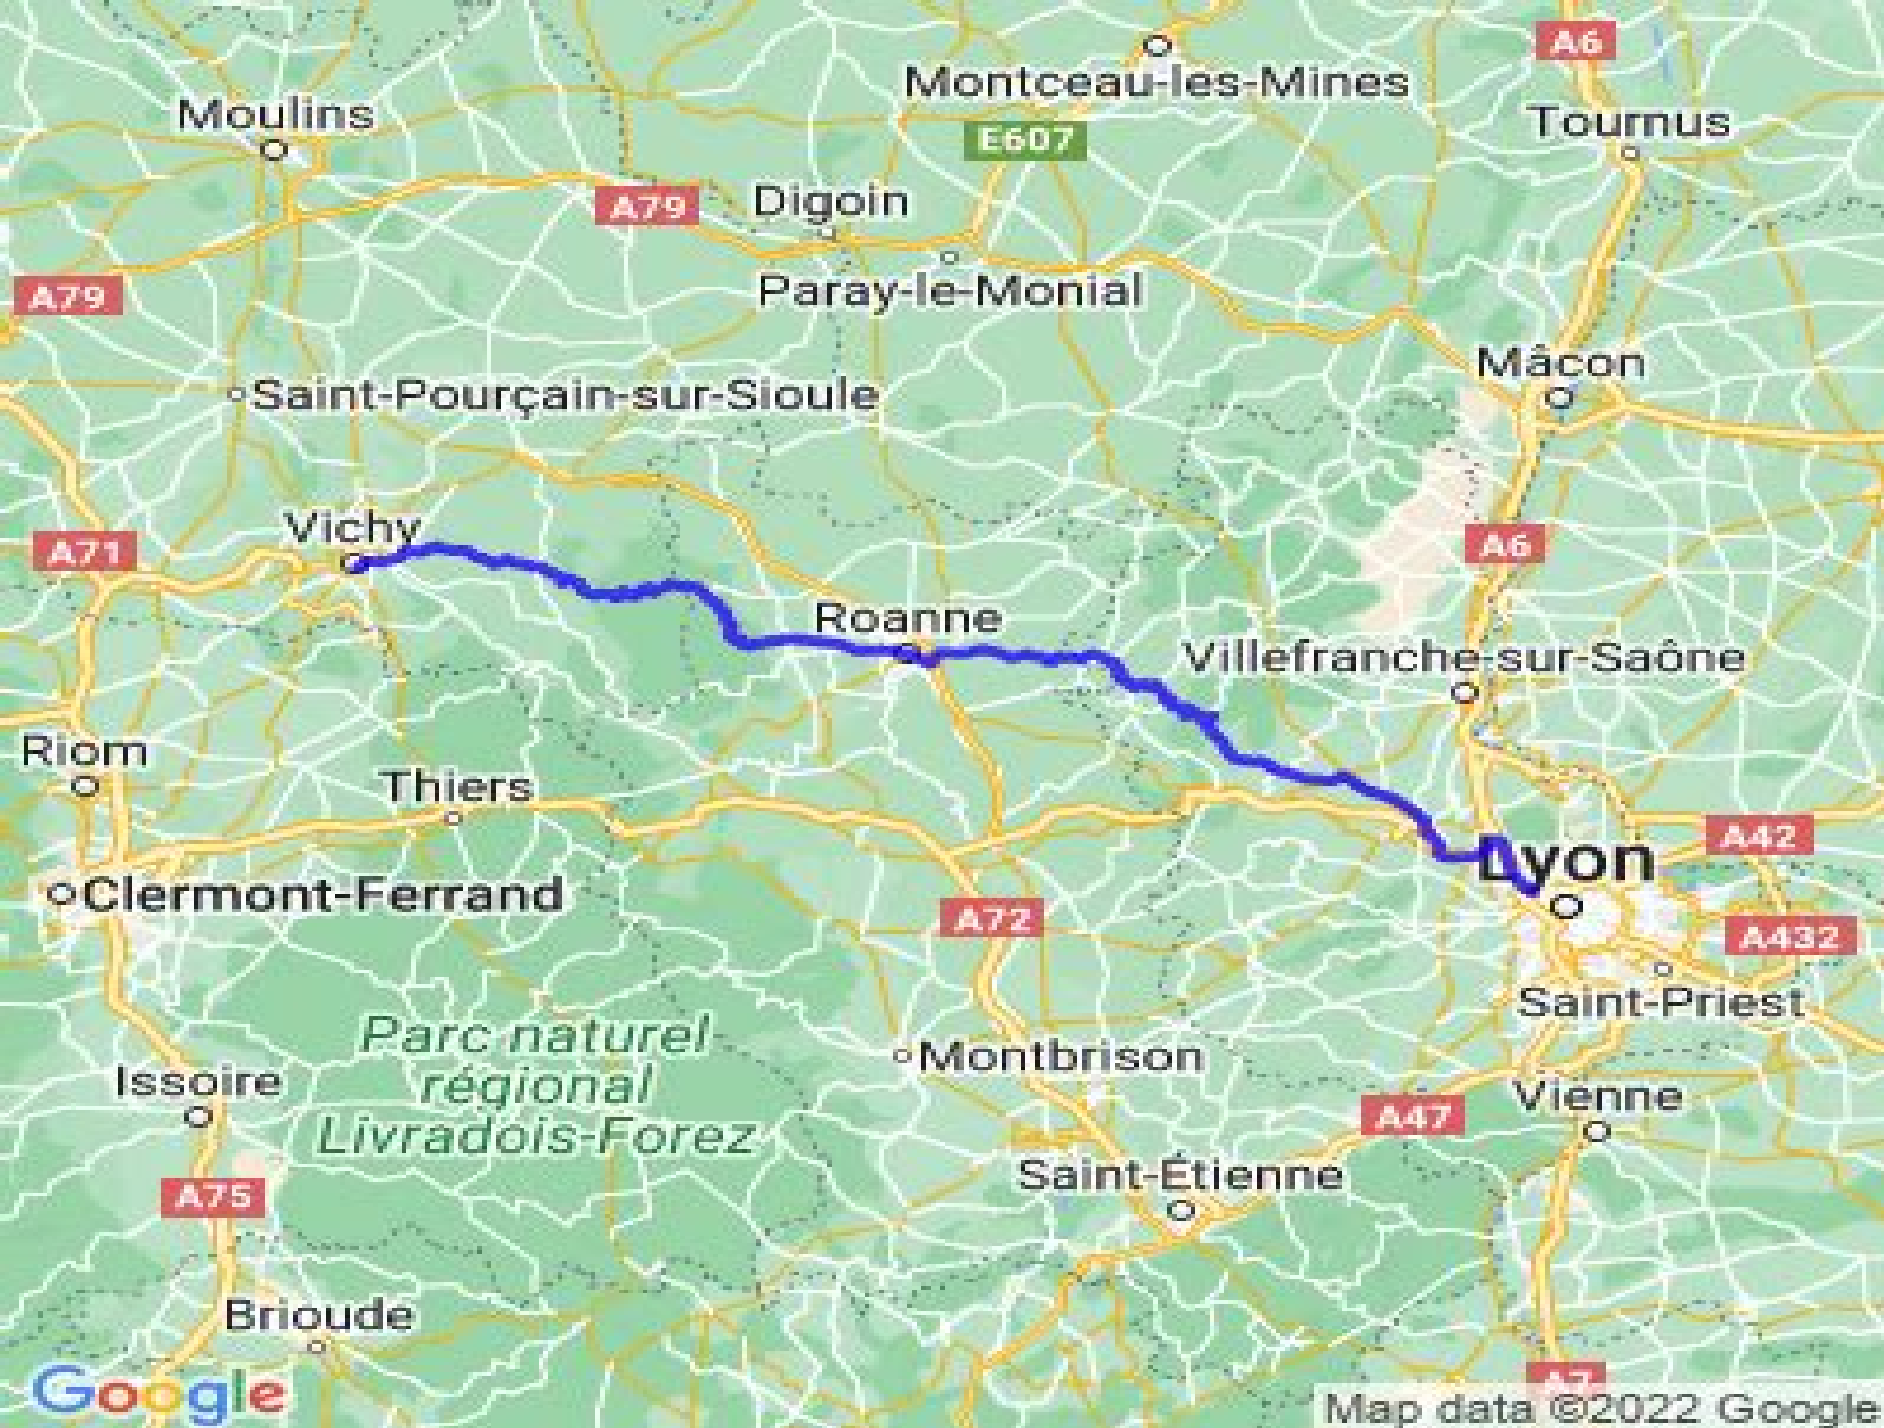 A6
Montceau-les-Mines
Moulins
Tournus
E607
A79
Digoin
A79
Paray-le-Monial
Mâcon
Saint-Pourçain-sur-Sioule
Vichy
A71
A6
Roanne
Villefranche-sur-Saône
Riom
Thiers
A42
Lyon
Clermont-Ferrand
A72
A432
Saint-Priest
Parc naturel
régional
Livradois-Forez
Montbrison
Issoire
Vienne
A47
Saint-Étienne
A75
Brioude
A7
Google
Map data ©2022 Google